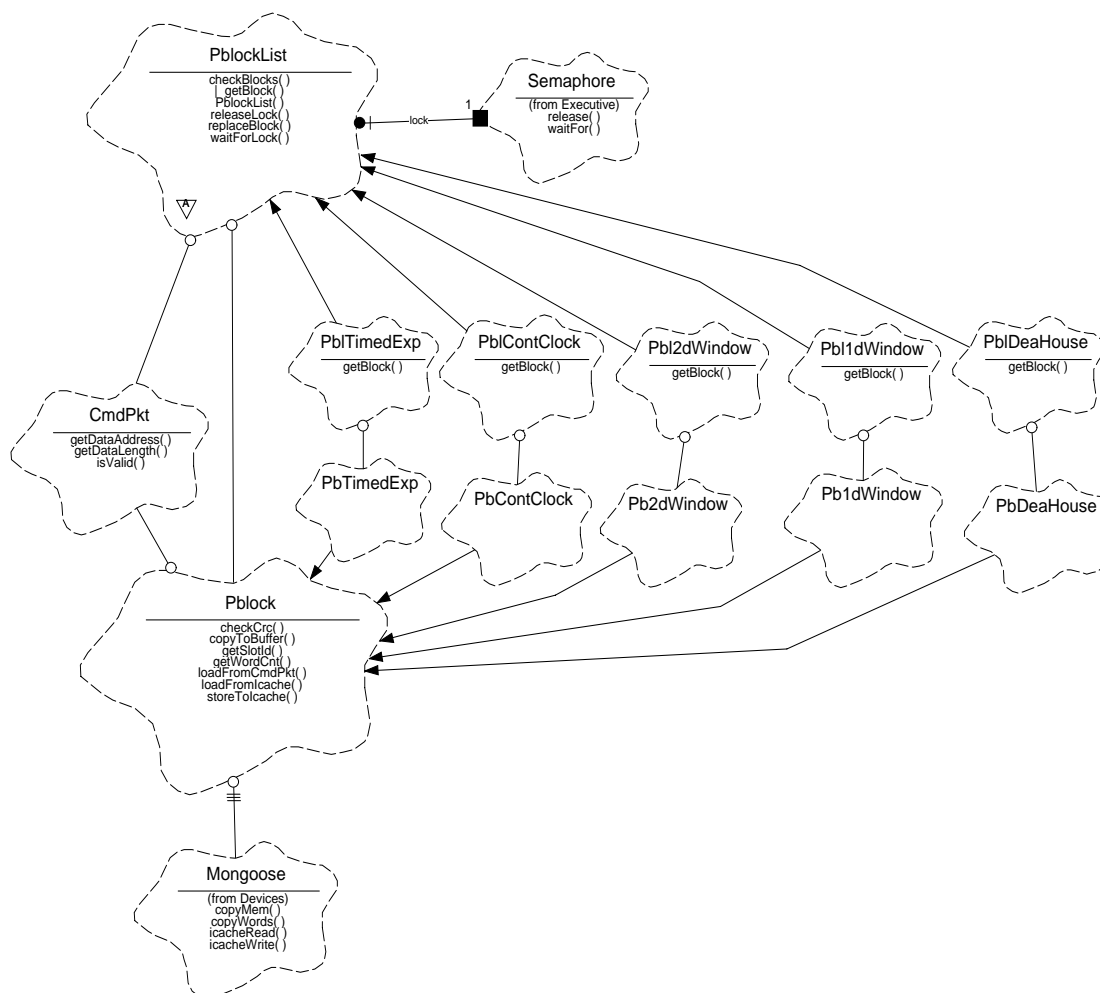 PblockList
checkBlocks( )
| getBlock( )
PblockList( )
releaseLock( )
replaceBlock( )
waitForLock( )
Semaphore
(from Executive)
release( )
waitFor( )
1
lock
A
PblTimedExp
getBlock( )
PblContClock
getBlock( )
Pbl2dWindow
getBlock( )
Pbl1dWindow
getBlock( )
PblDeaHouse
getBlock( )
CmdPkt
getDataAddress( )
getDataLength( )
isValid( )
PbTimedExp
PbContClock
Pb2dWindow
Pb1dWindow
PbDeaHouse
Pblock
checkCrc( )
copyToBuffer( )
getSlotId( )
getWordCnt( )
loadFromCmdPkt( )
loadFromIcache( )
storeToIcache( )
Mongoose
(from Devices)
copyMem( )
copyWords( )
icacheRead( )
icacheWrite( )